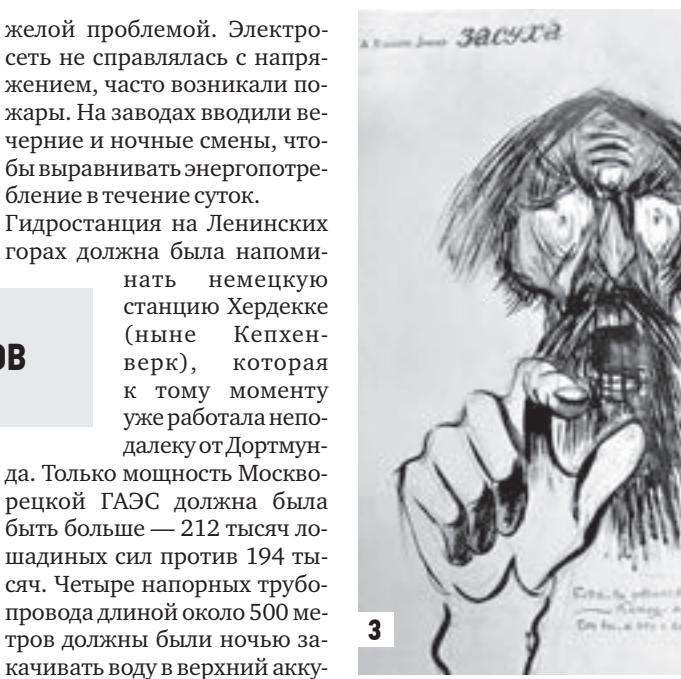 желой проблемой. Электро-
сеть не справлялась с напря-
жением, часто возникали по-
жары. На заводах вводили ве-
черние и ночные смены, что-
бы выравнивать энергопотре-
бление в течение суток.
Гидростанция на Ленинских
горах должна была напоми-
нать немецкую
станцию Хердекке
(ныне Кепхен-
верк), которая
к тому моменту
уже работала непо-
далеку от Дортмун-
да. Только мощность Москво-
рецкой ГАЭС должна была
быть больше — 212 тысяч ло-
шадиных сил против 194 ты-
сяч. Четыре напорных трубо-
провода длиной около 500 ме-
тров должны были ночью за-
качивать воду в верхний акку-
ОВ
засуха
3